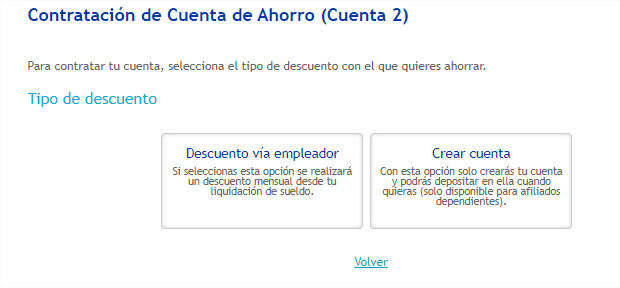 Contratación de Cuenta de Ahorro (Cuenta 2)
Para contratar tu cuenta, selecciona el tipo de descuento con el que quieres ahorrar.
Tipo de descuento
Descuento vía empleador
Si seleccionas esta opción se realizará
un descuento mensual desde tu
liquidación de sueldo.
Crear cuenta
Con esta opción solo crearás tu cuenta
y podrás depositar en ella cuando
quieras (solo disponible para afiliados
dependientes).
Volver